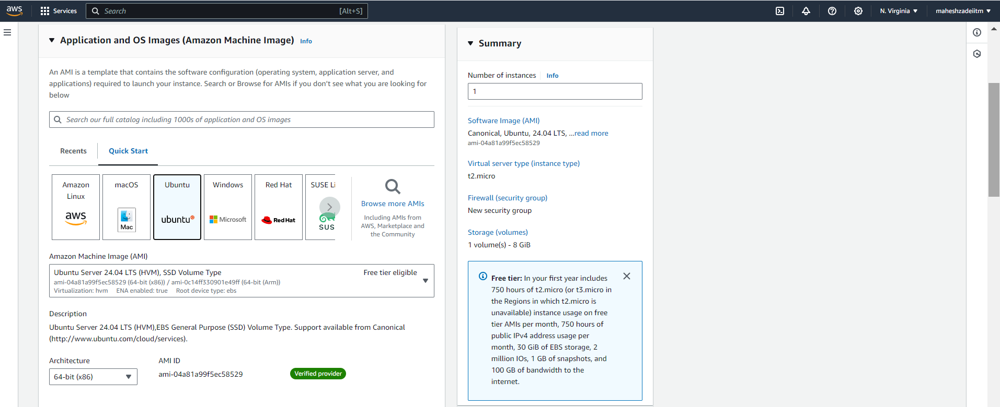 aws
Services
Search
[Alt+S]
N. Virginia
maheshzadeiitm
Application and OS Images (Amazon Machine Image)
Info
An AMI is a template that contains the software configuration (operating system, application server, and
applications) required to launch your instance. Search or Browse for AMIs if you don't see what you are looking for
below
Search our full catalog including 1000s of application and OS images
Recents
Quick Start
Amazon
Linux
aws
macOS
Mac
Ubuntu
ubuntu
Windows
Microsoft
Red Hat
Red Hat
SUSE Li
SUS
Browse more AMIs
Including AMIs from
AWS, Marketplace and
the Community
Amazon Machine Image (AMI)
Ubuntu Server 24.04 LTS (HVM), SSD Volume Type
Free tier eligible
ami-04a81a99f5ec58529 (64-bit (x86)) / ami-0c14ff330901e49ff (64-bit (Arm))
Virtualization: hvm ENA enabled: true Root device type: ebs
Description
Ubuntu Server 24.04 LTS (HVM),EBS General Purpose (SSD) Volume Type. Support available from Canonical
(http://www.ubuntu.com/cloud/services).
Architecture
64-bit (x86)
AMI ID
ami-04a81a99f5ec58529
Verified provider
Summary
Number of instances
Info
1
Software Image (AMI)
Canonical, Ubuntu, 24.04 LTS, ...read more
ami-04a81a99f5ec58529
Virtual server type (instance type)
t2.micro
Firewall (security group)
New security group
Storage (volumes)
1 volume(s) - 8 GiB
Free tier: In your first year includes
750 hours of t2.micro (or t3.micro in
the Regions in which t2.micro is
unavailable) instance usage on free
tier AMIs per month, 750 hours of
public IPv4 address usage per
month, 30 GiB of EBS storage, 2
million IOs, 1 GB of snapshots, and
100 GB of bandwidth to the
internet.